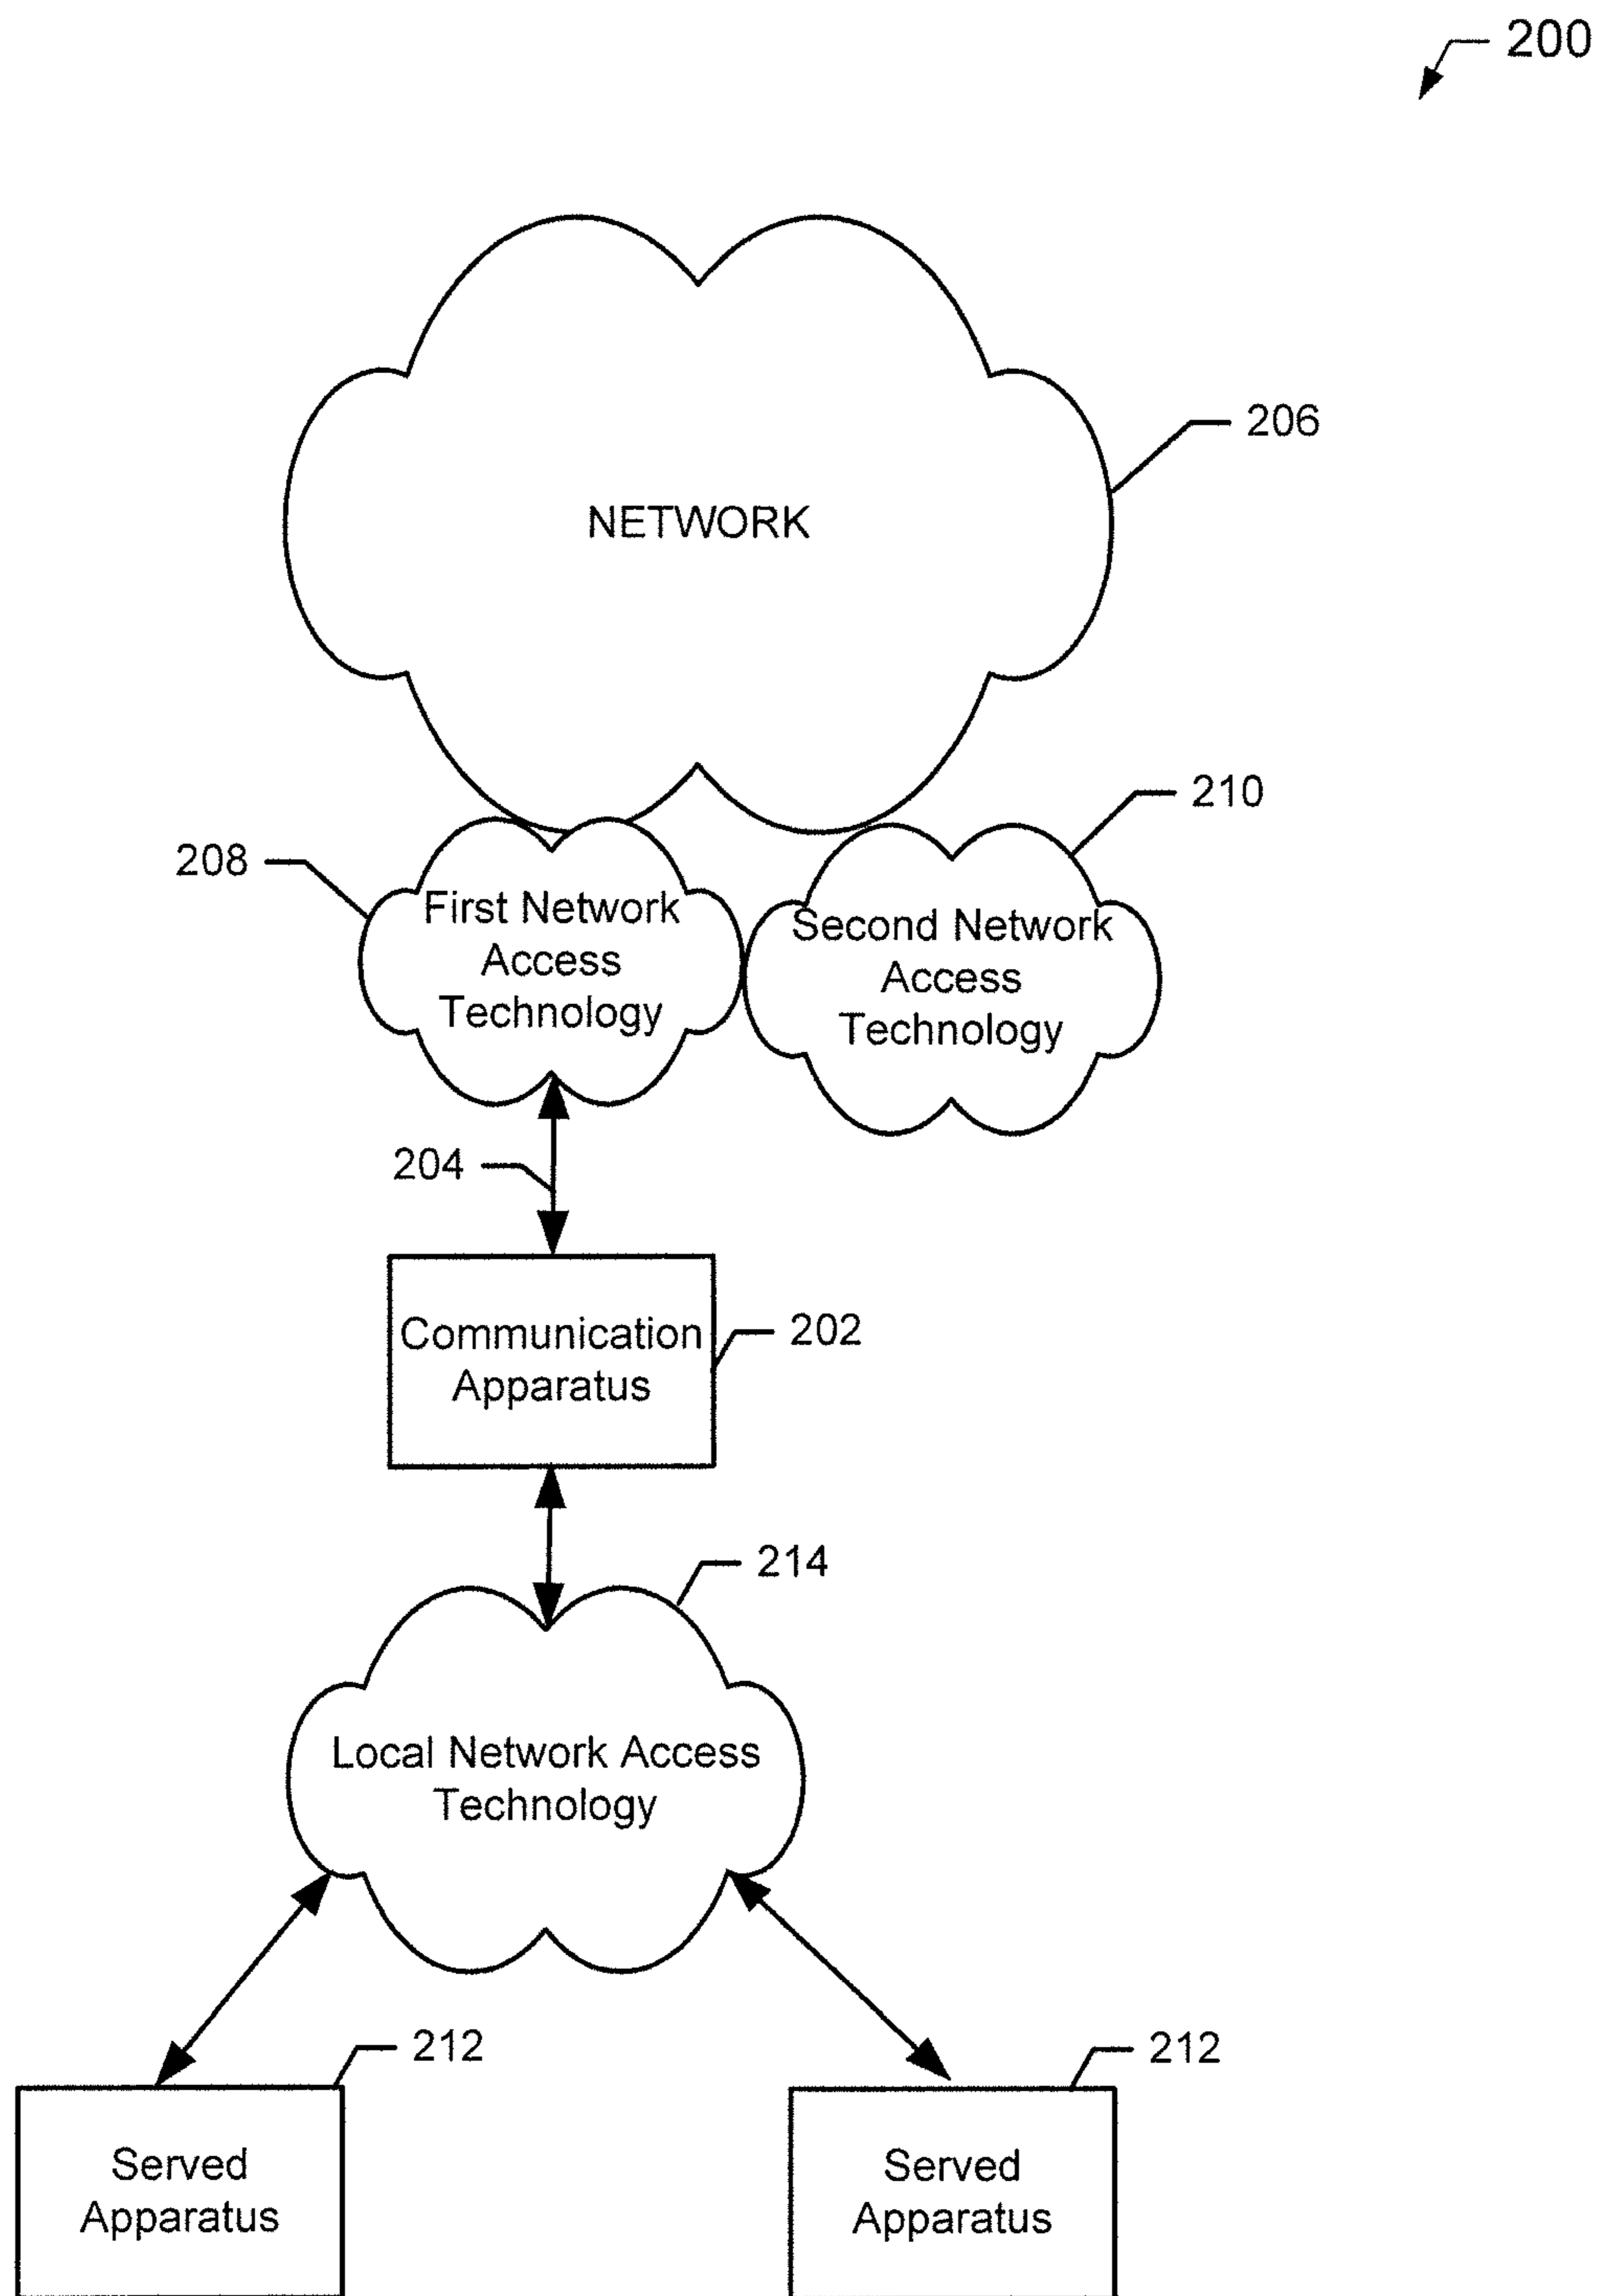 200
206
NETWORK
210
208
First Network
Access
Technology
Second Network
Access
Technology
204
Communication
Apparatus
202
214
Local Network Access
Technology
212
212
Served
Apparatus
Served
Apparatus